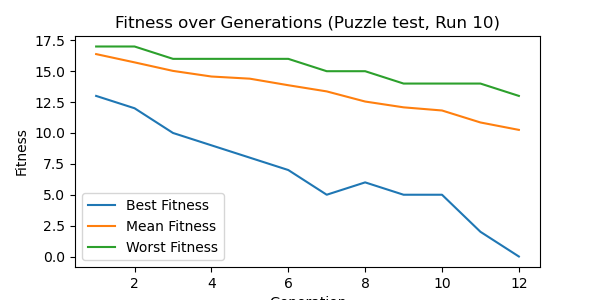 Fitness over Generations (Puzzle test, Run 10)
17.5
15.0
12.5
10.0
7.5
5.0
2.5
0.0
Fitness
Best Fitness
Mean Fitness
Worst Fitness
2 4 6 8 10 12
Generation